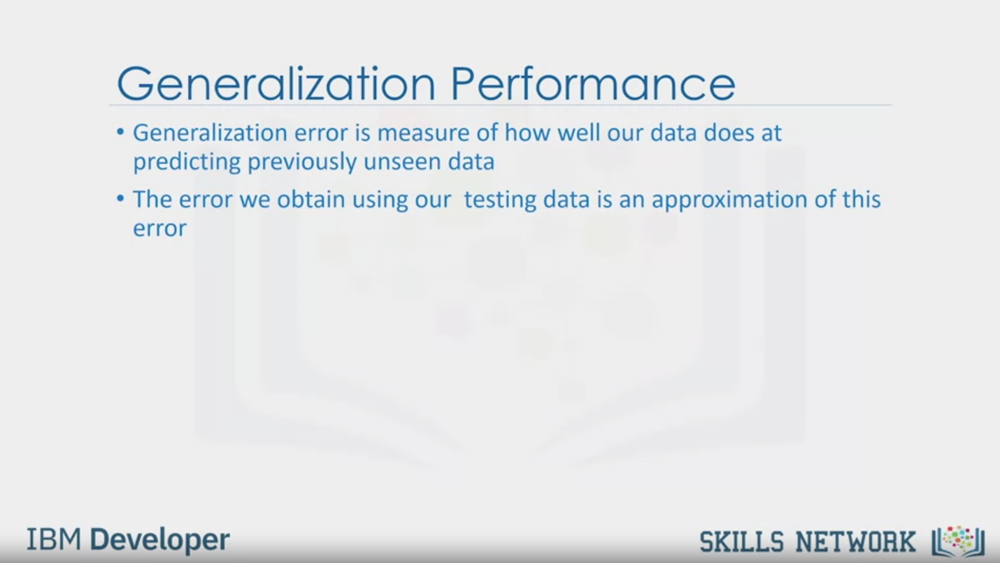 Generalization Performance
• Generalization error is measure of how well our data does at
predicting previously unseen data
• The error we obtain using our  testing data is an approximation of this
error
IBM Developer
SKILLS NETWORK